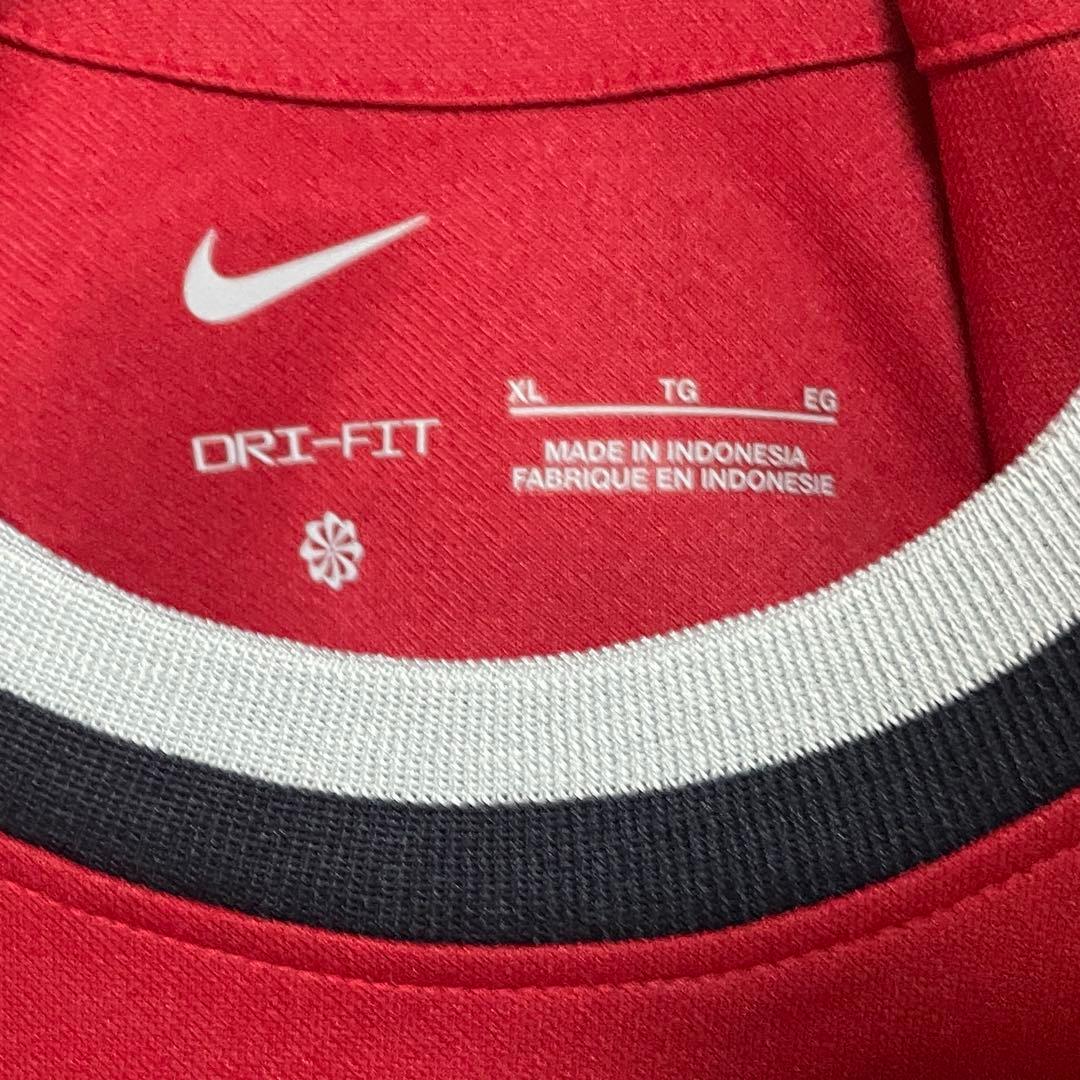 DRI-FIT
XL TG EG
MADE IN INDONESIA
FABRIQUE EN INDONESIE